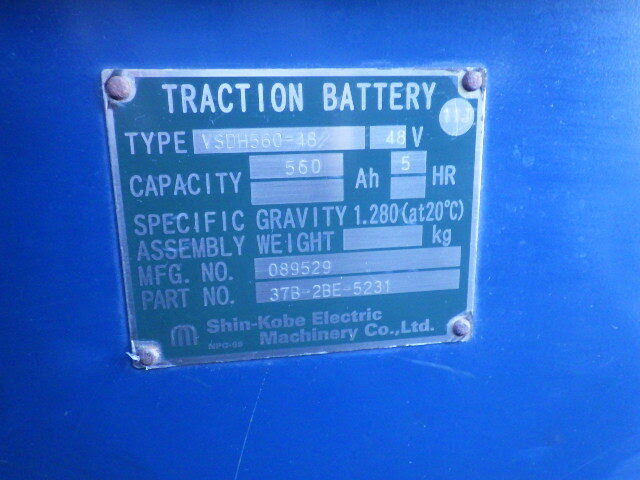 TRACTION BATTERY
11J
TYPE VSDH560-48 48 V
CAPACITY 560 Ah 5 HR
SPECIFIC GRAVITY 1.280(at20℃)
ASSEMBLY WEIGHT kg
MFG. NO. 089529
PART NO. 37B-2BE-5231
Shin-Kobe Electric
Machinery Co.,Ltd.